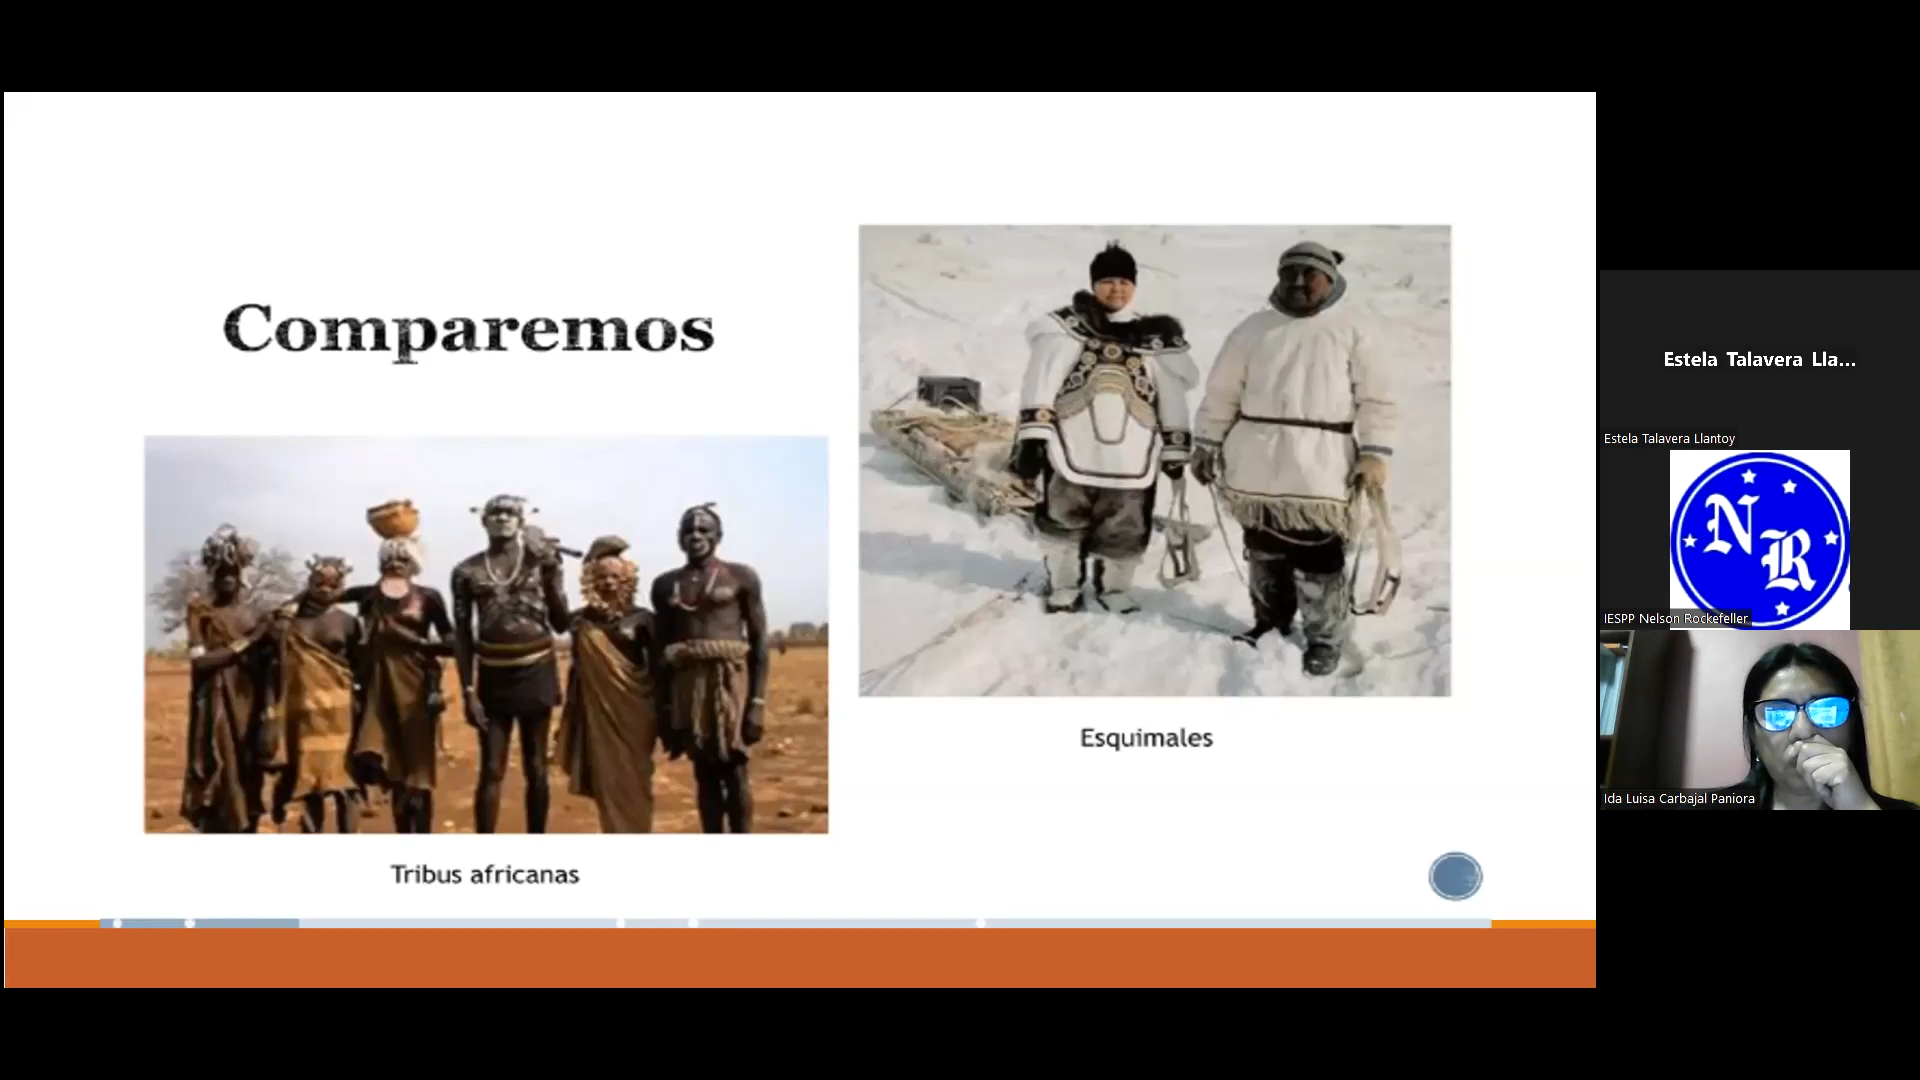 Comparemos
Esquimales
Tribus africanas
Estela Talavera Lla...
Estela Talavera Llantoy
NR
IESPP Nelson Rockefeller
Ida Luisa Carbajal Paniora